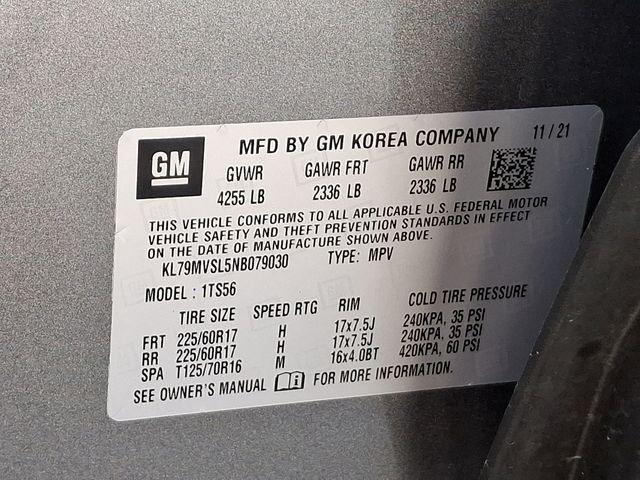 GM
MFD BY GM KOREA COMPANY 11/21
GVWR GAWR FRT GAWR RR
4255 LB 2336 LB 2336 LB
THIS VEHICLE CONFORMS TO ALL APPLICABLE U.S. FEDERAL MOTOR
VEHICLE SAFETY AND THEFT PREVENTION STANDARDS IN EFFECT
ON THE DATE OF MANUFACTURE SHOWN ABOVE.
KL79MVSL5NB079030 TYPE: MPV
MODEL: 1TS56
TIRE SIZE SPEED RTG RIM COLD TIRE PRESSURE
FRT 225/60R17 H 17x7.5J 240KPA, 35 PSI
RR 225/60R17 H 17x7.5J 240KPA, 35 PSI
SPA T125/70R16 M 16x4.0BT 420KPA, 60 PSI
SEE OWNER'S MANUAL FOR MORE INFORMATION.